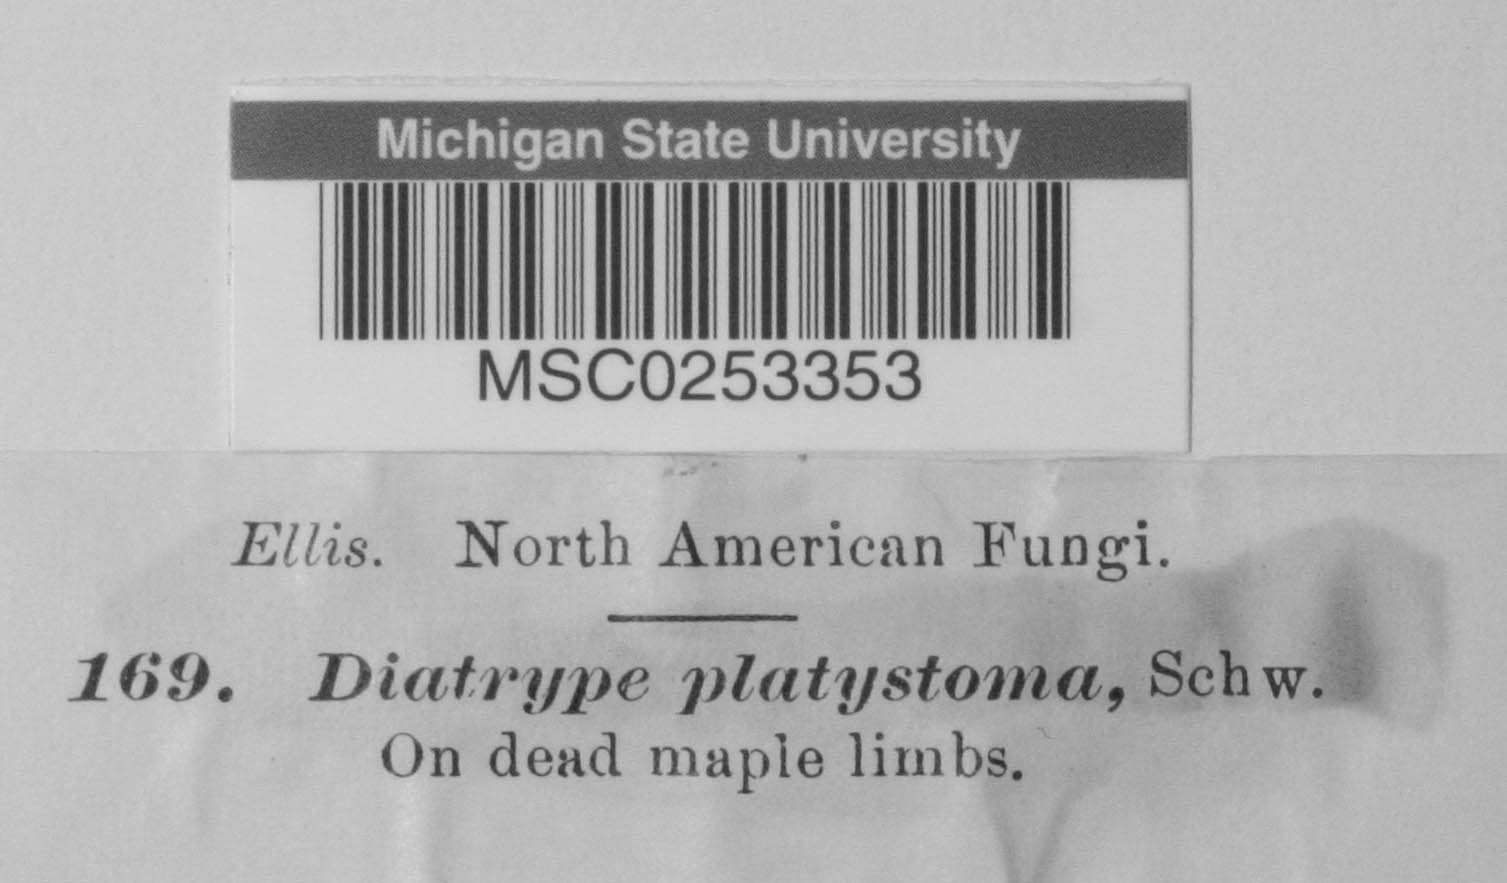 Michigan State University
MSC0253353
Ellis. North American Fungi.
169. Diatrype platystoma, Schw.
On dead maple limbs.